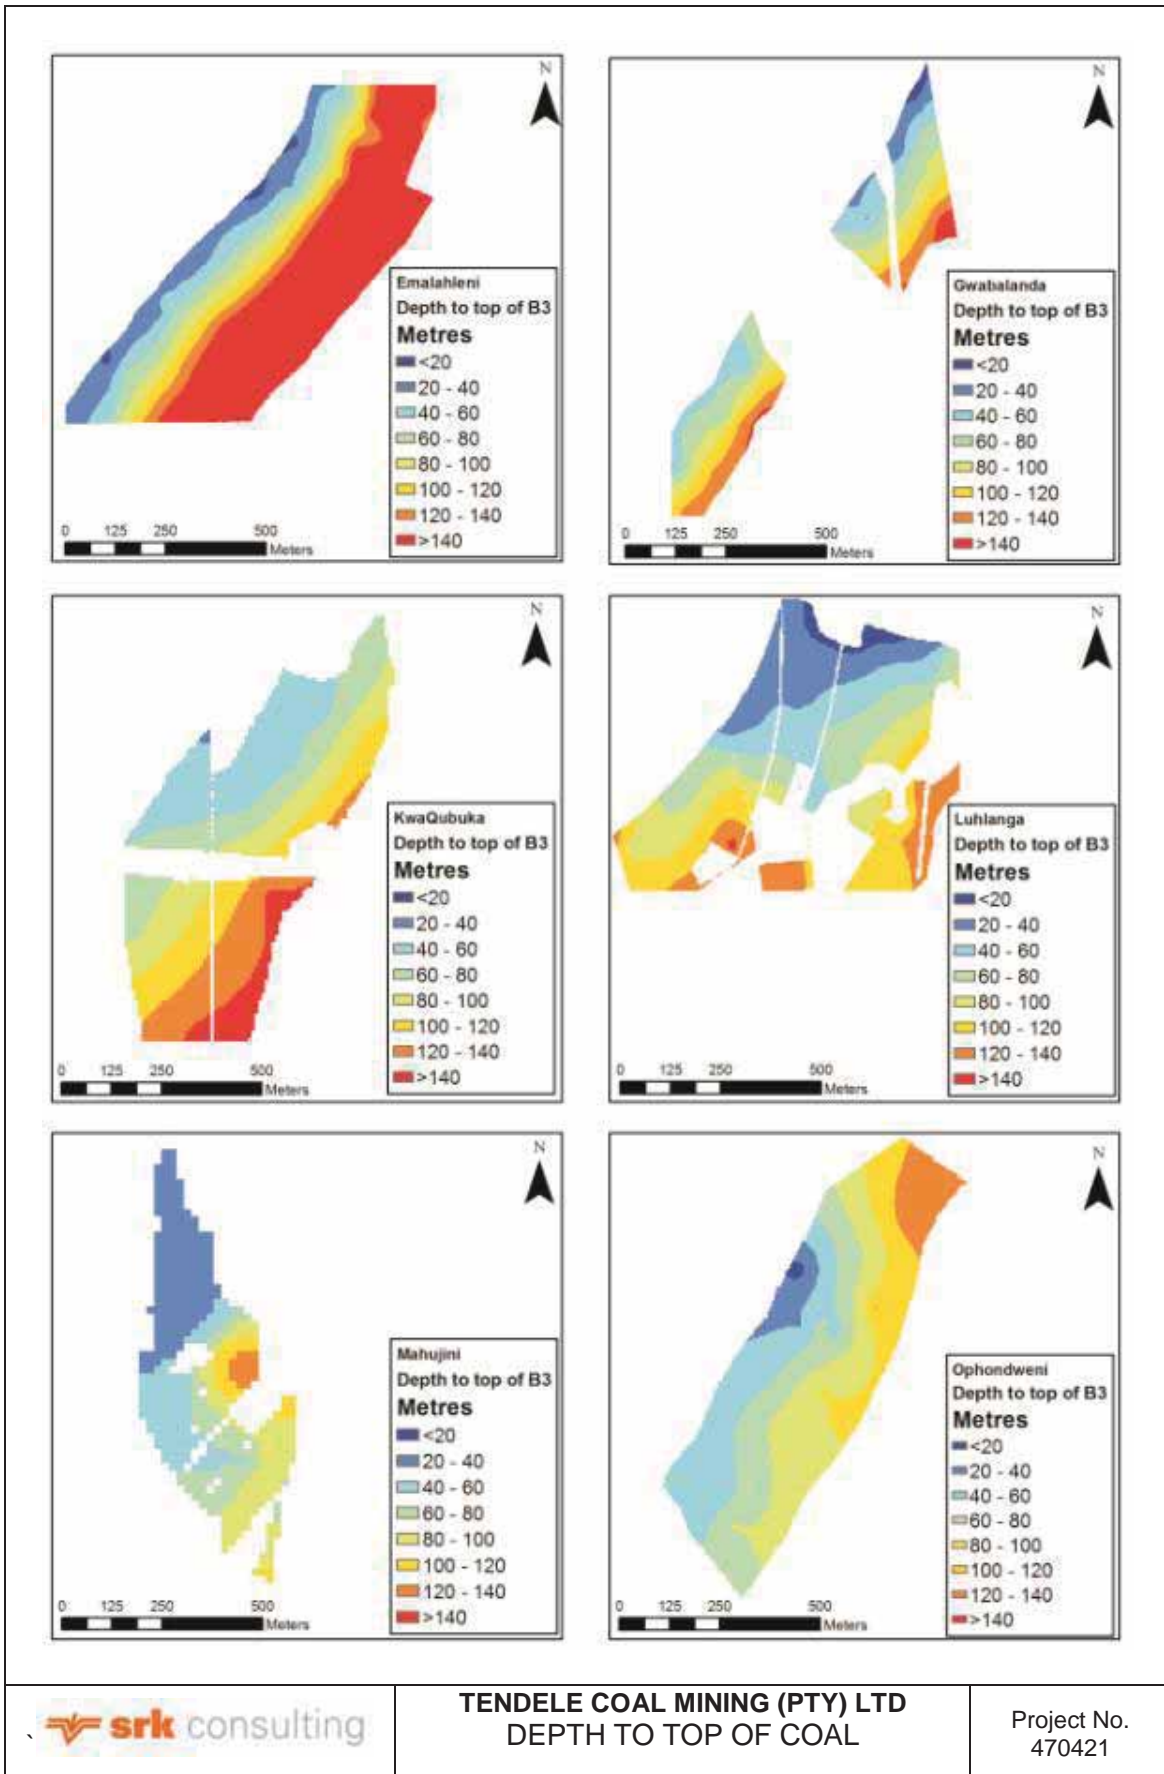 N
Emalahleni
Depth to top of B3
Metres
<20
20 - 40
40 - 60
60 - 80
80 - 100
100 - 120
120 - 140
>140
0 125 250 500
Meters
N
Gwabalanda
Depth to top of B3
Metres
<20
20 - 40
40 - 60
60 - 80
80 - 100
100 - 120
120 - 140
>140
0 125 250 500
Meters
N
KwaQubuka
Depth to top of B3
Metres
<20
20 - 40
40 - 60
60 - 80
80 - 100
100 - 120
120 - 140
>140
0 125 250 500
Meters
N
Luhlanga
Depth to top of B3
Metres
<20
20 - 40
40 - 60
60 - 80
80 - 100
100 - 120
120 - 140
>140
0 125 250 500
Meters
N
Mahujini
Depth to top of B3
Metres
<20
20 - 40
40 - 60
60 - 80
80 - 100
100 - 120
120 - 140
>140
0 125 250 500
Meters
N
Ophondweni
Depth to top of B3
Metres
<20
20 - 40
40 - 60
60 - 80
80 - 100
100 - 120
120 - 140
>140
0 125 250 500
Meters
` srk consulting
TENDELE COAL MINING (PTY) LTD
DEPTH TO TOP OF COAL
Project No.
470421